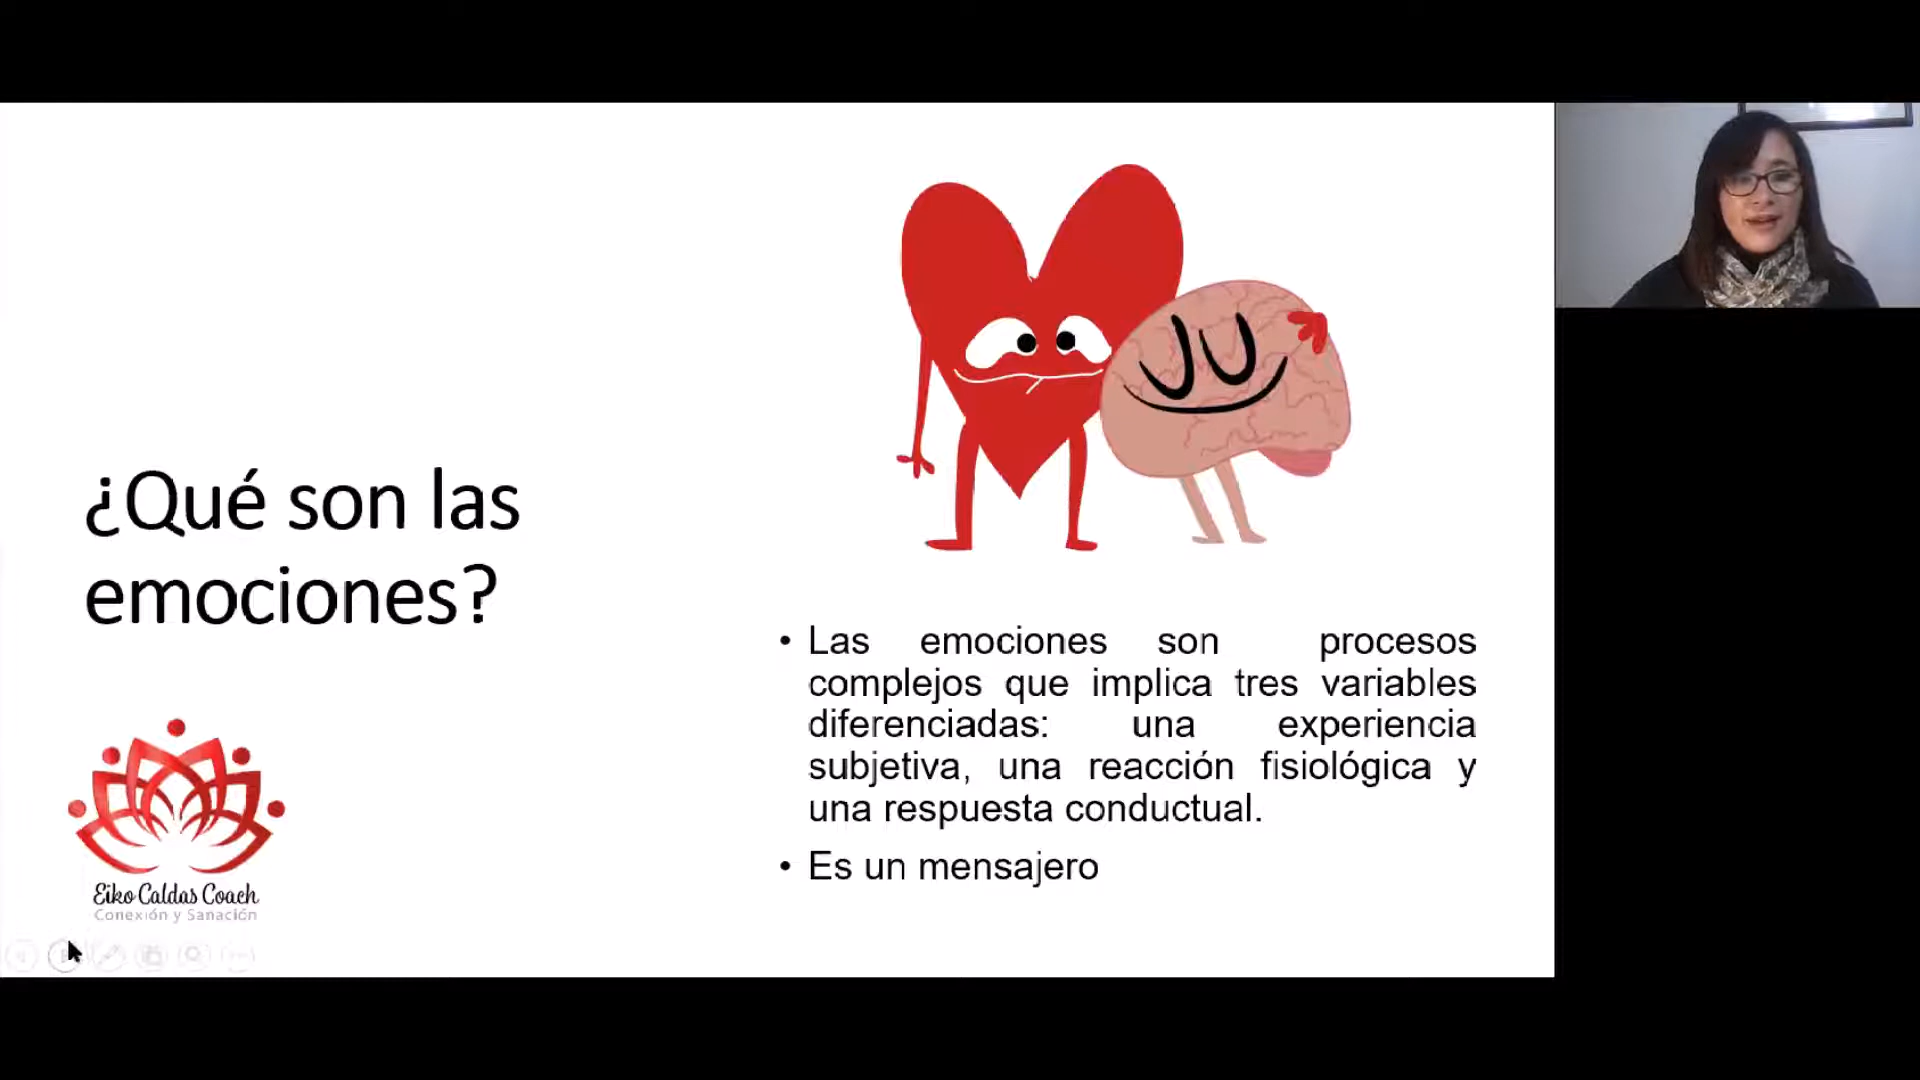 ¿Qué son las
emociones?
• Las emociones son procesos
complejos que implica tres variables
diferenciadas: una experiencia
subjetiva, una reacción fisiológica y
una respuesta conductual.
• Es un mensajero
Eiko Caldas Coach
Conexión y Sanación